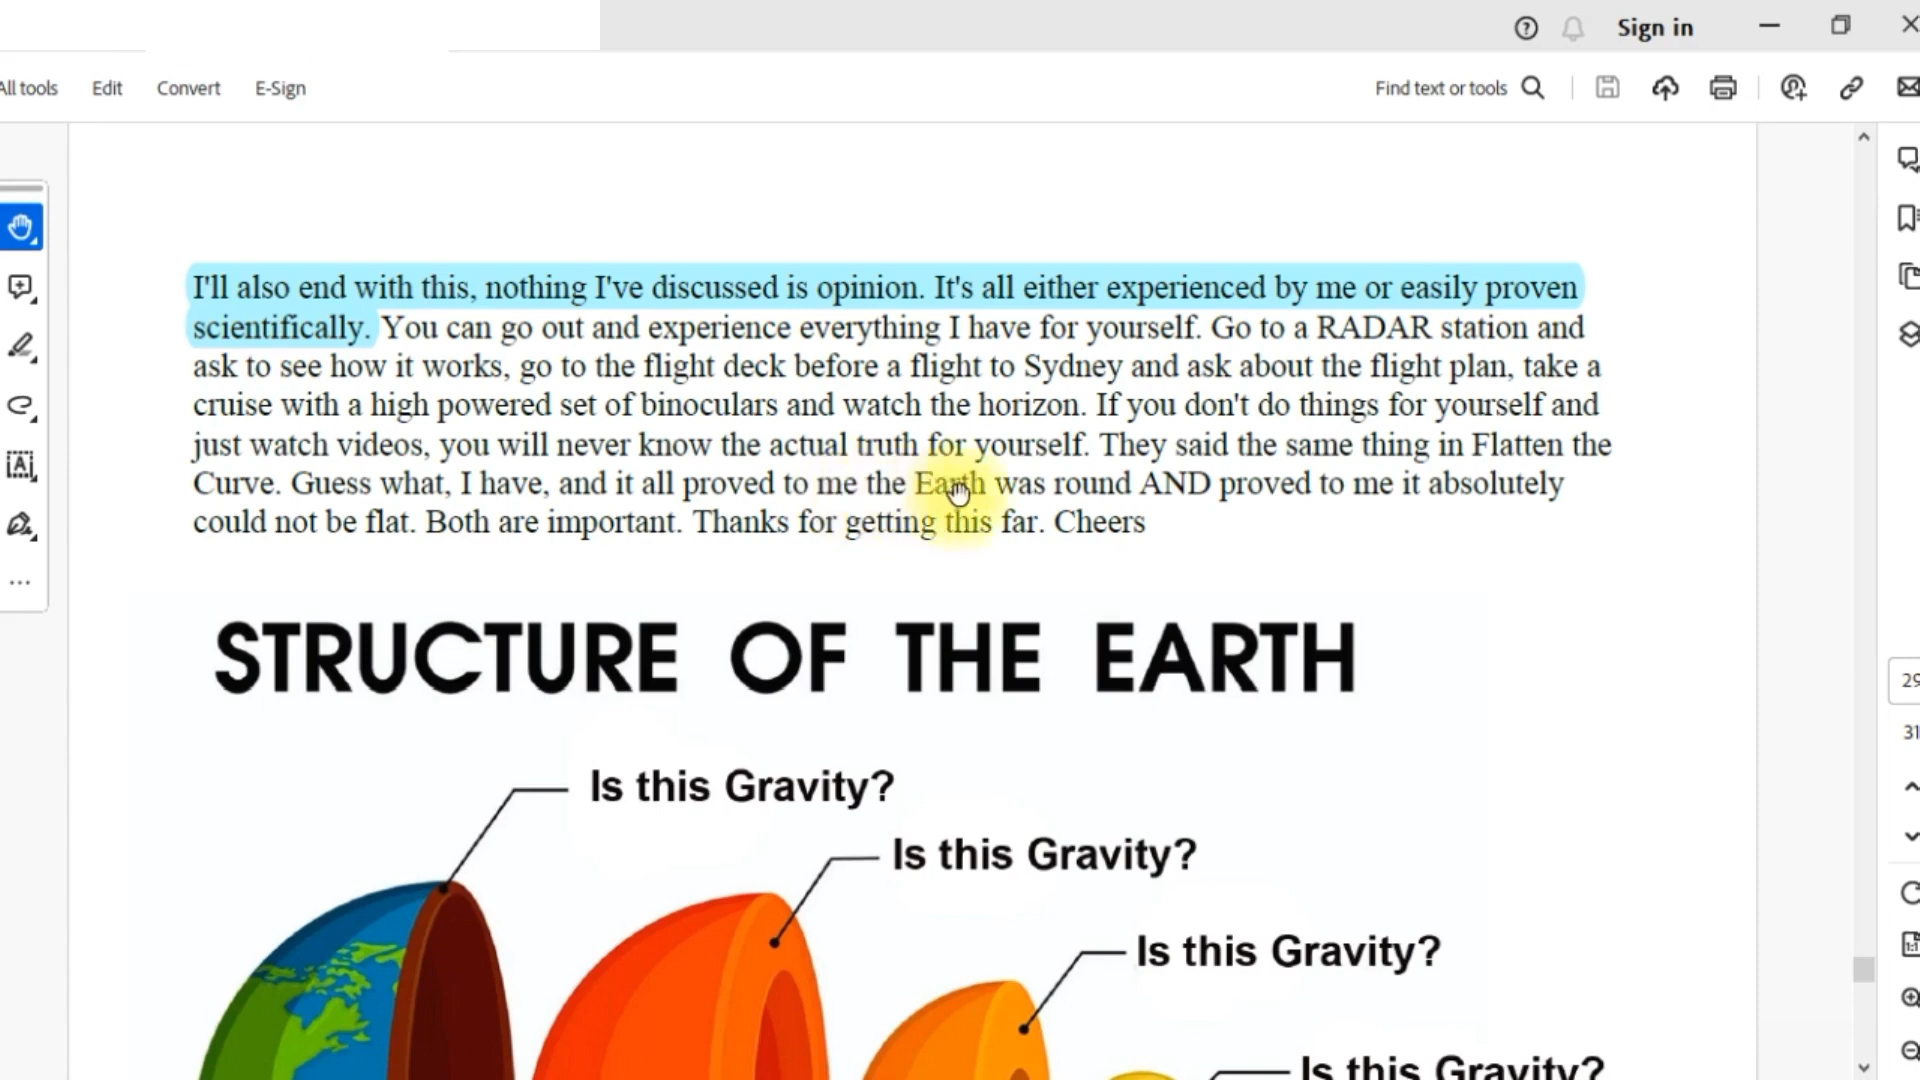 Sign in
All tools Edit Convert E-Sign Find text or tools
I'll also end with this, nothing I've discussed is opinion. It's all either experienced by me or easily proven
scientifically. You can go out and experience everything I have for yourself. Go to a RADAR station and
ask to see how it works, go to the flight deck before a flight to Sydney and ask about the flight plan, take a
cruise with a high powered set of binoculars and watch the horizon. If you don't do things for yourself and
just watch videos, you will never know the actual truth for yourself. They said the same thing in Flatten the
Curve. Guess what, I have, and it all proved to me the Earth was round AND proved to me it absolutely
could not be flat. Both are important. Thanks for getting this far. Cheers
STRUCTURE OF THE EARTH
29
31
Is this Gravity?
Is this Gravity?
Is this Gravity?
Is this Gravity?